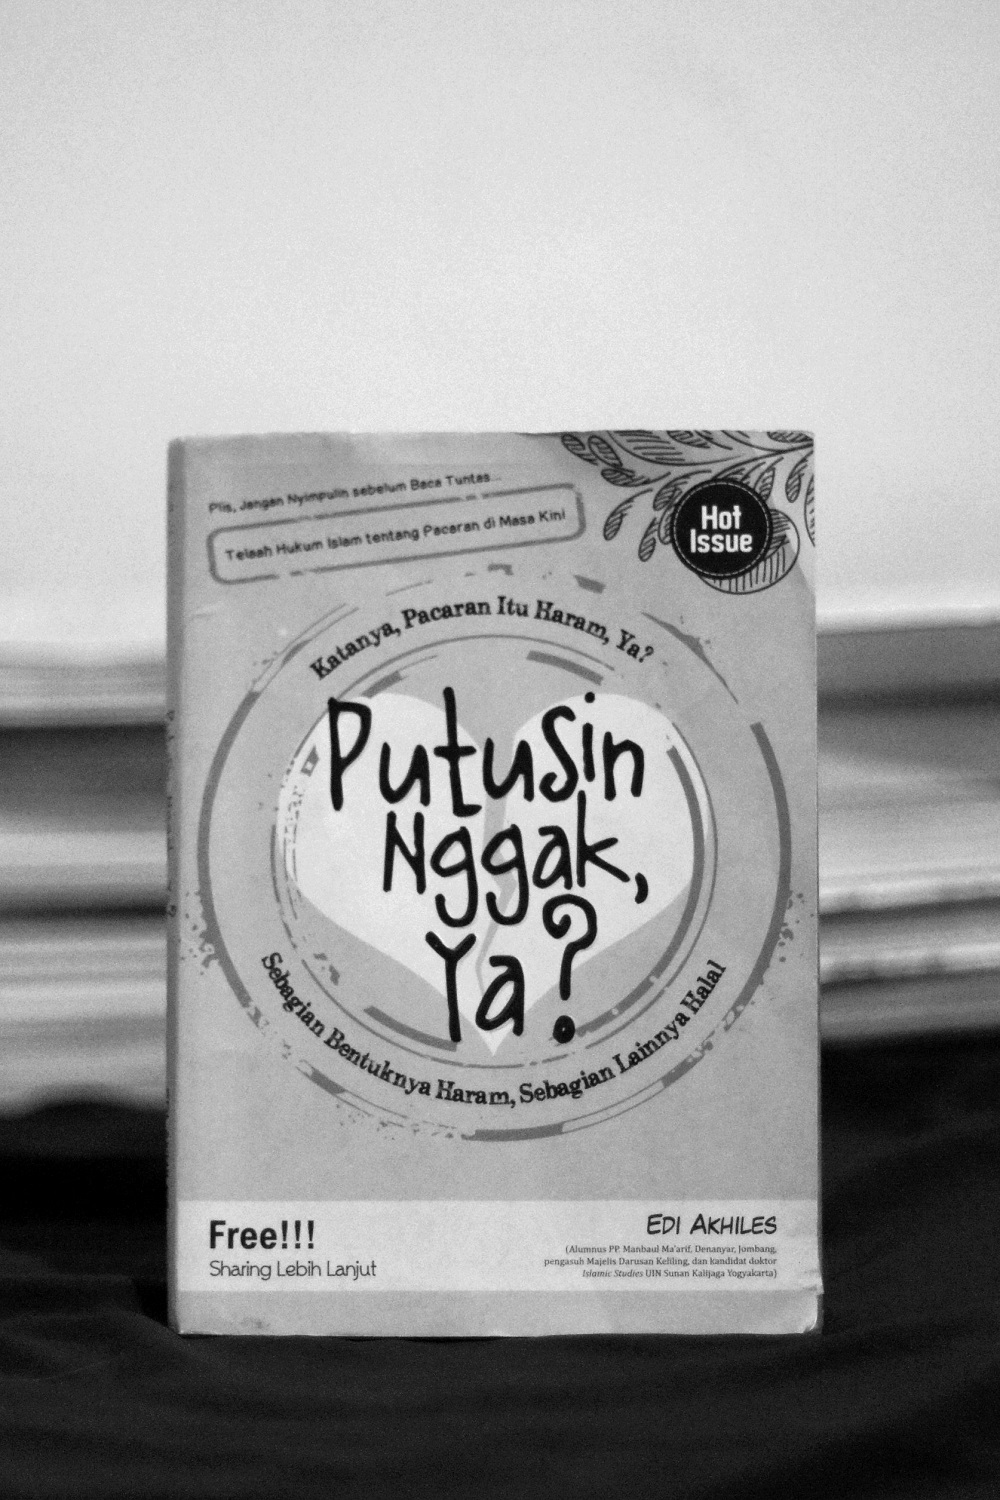 Plis, Jangan Nyimpulin sebelum Baca Tuntas...
Telaah Hukum Islam tentang Pacaran di Masa Kini
Hot
Issue
Katanya, Pacaran Itu Haram, Ya?
Putusin
Nggak,
Ya?
Sebagian Bentuknya Haram, Sebagian Lainnya Halal
Free!!!
Sharing Lebih Lanjut
EDI AKHILES
(Alumnus PP. Manbaul Ma'arif, Denanyar, Jombang,
pengasuh Majelis Darusan Keliling, dan kandidat doktor
Islamic Studies UIN Sunan Kalijaga Yogyakarta)